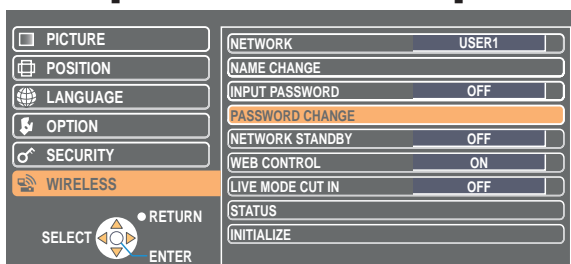 PICTURE
POSITION
LANGUAGE
OPTION
SECURITY
WIRELESS
RETURN
SELECT
ENTER
NETWORK USER1
NAME CHANGE
INPUT PASSWORD OFF
PASSWORD CHANGE
NETWORK STANDBY OFF
WEB CONTROL ON
LIVE MODE CUT IN OFF
STATUS
INITIALIZE